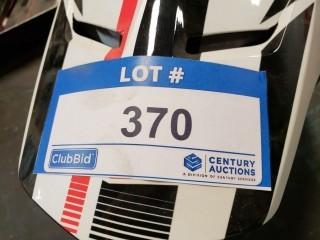 LOT #
370
ClubBid
CENTURY
AUCTIONS
A DIVISION OF CENTURY SERVICES